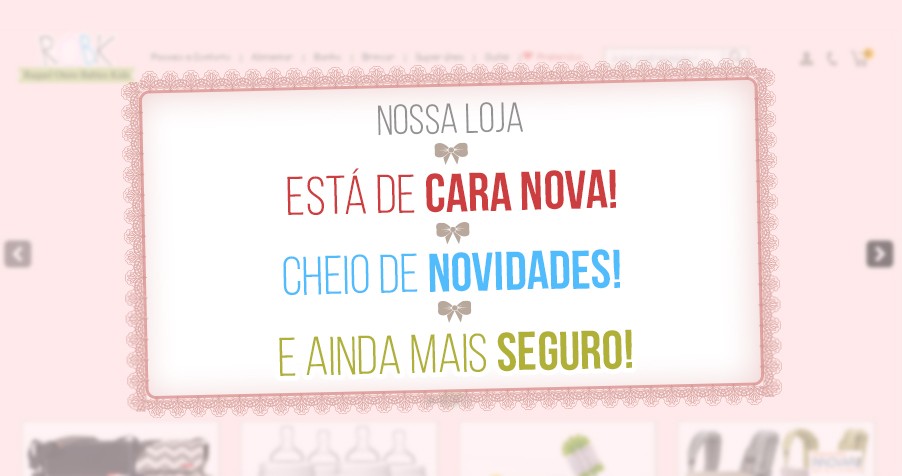 NOSSA LOJA
ESTÁ DE CARA NOVA!
CHEIO DE NOVIDADES!
E AINDA MAIS SEGURO!